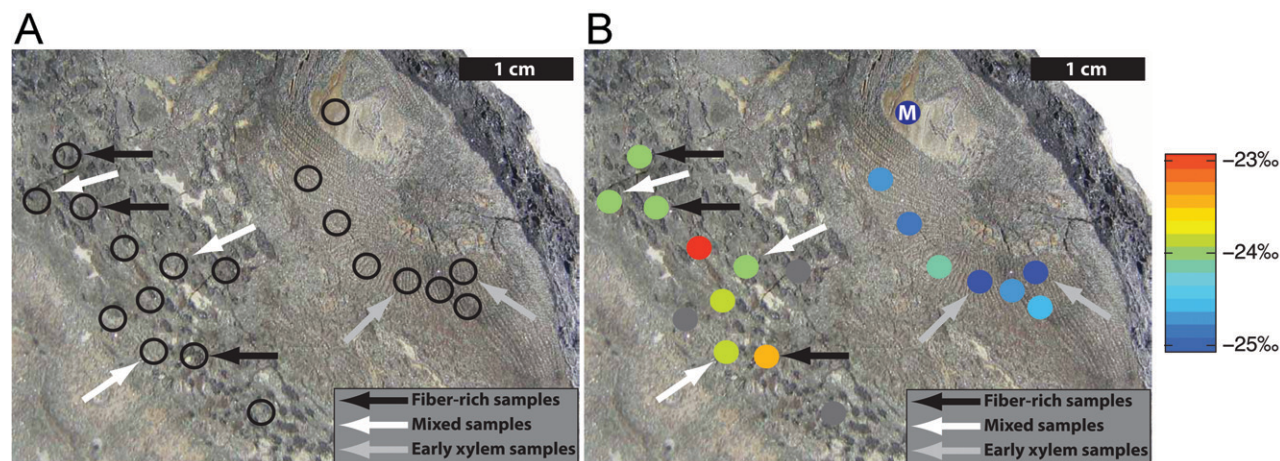 A
1 cm
Fiber-rich samples
Mixed samples
Early xylem samples
B
1 cm
M
Fiber-rich samples
Mixed samples
Early xylem samples
-23‰
-24‰
-25‰